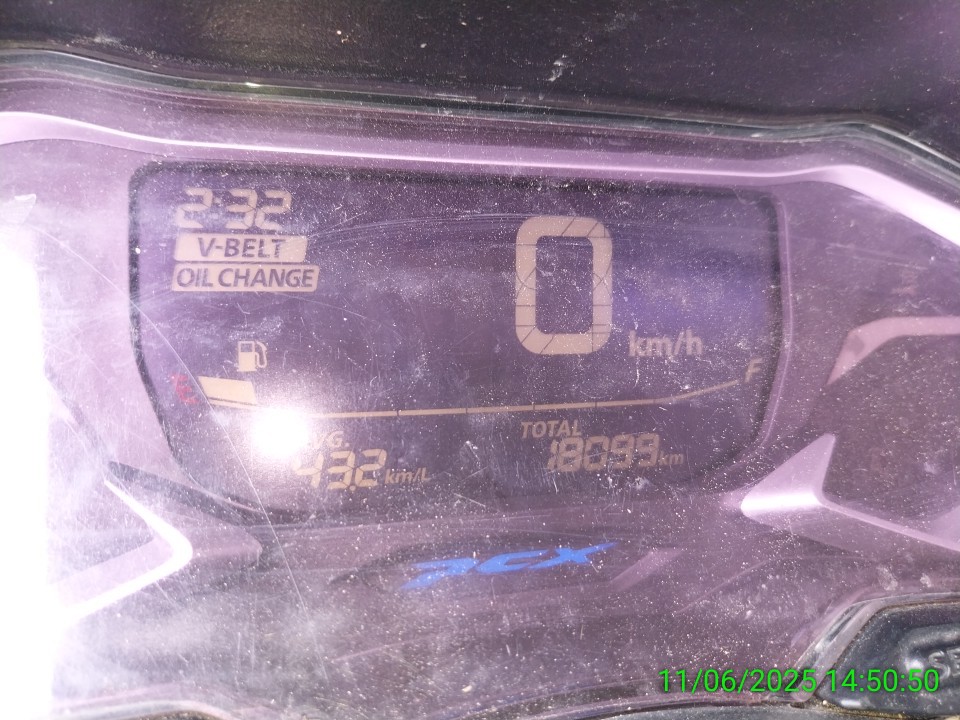 2:32
V-BELT
OIL CHANGE
0
km/h
E
F
AVG.
43.2 km/L
TOTAL
18099 km
PCX
11/06/2025 14:50:50